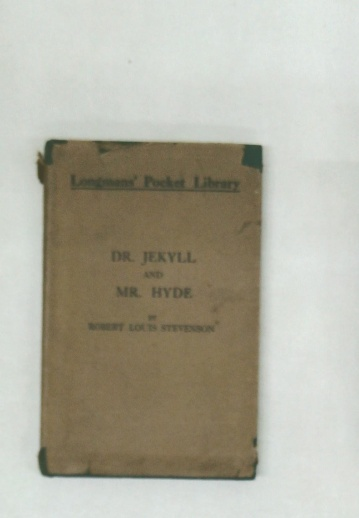 Longmans' Pocket Library
DR. JEKYLL
AND
MR. HYDE
BY
ROBERT LOUIS STEVENSON